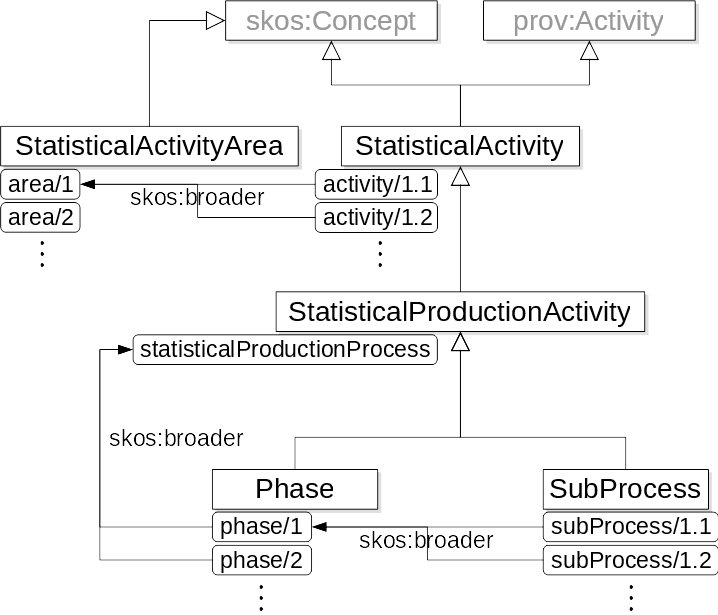 skos:Concept
prov:Activity
StatisticalActivityArea
StatisticalActivity
area/1
activity/1.1
skos:broader
area/2
activity/1.2
StatisticalProductionActivity
statisticalProductionProcess
skos:broader
Phase
SubProcess
phase/1
subProcess/1.1
skos:broader
phase/2
subProcess/1.2